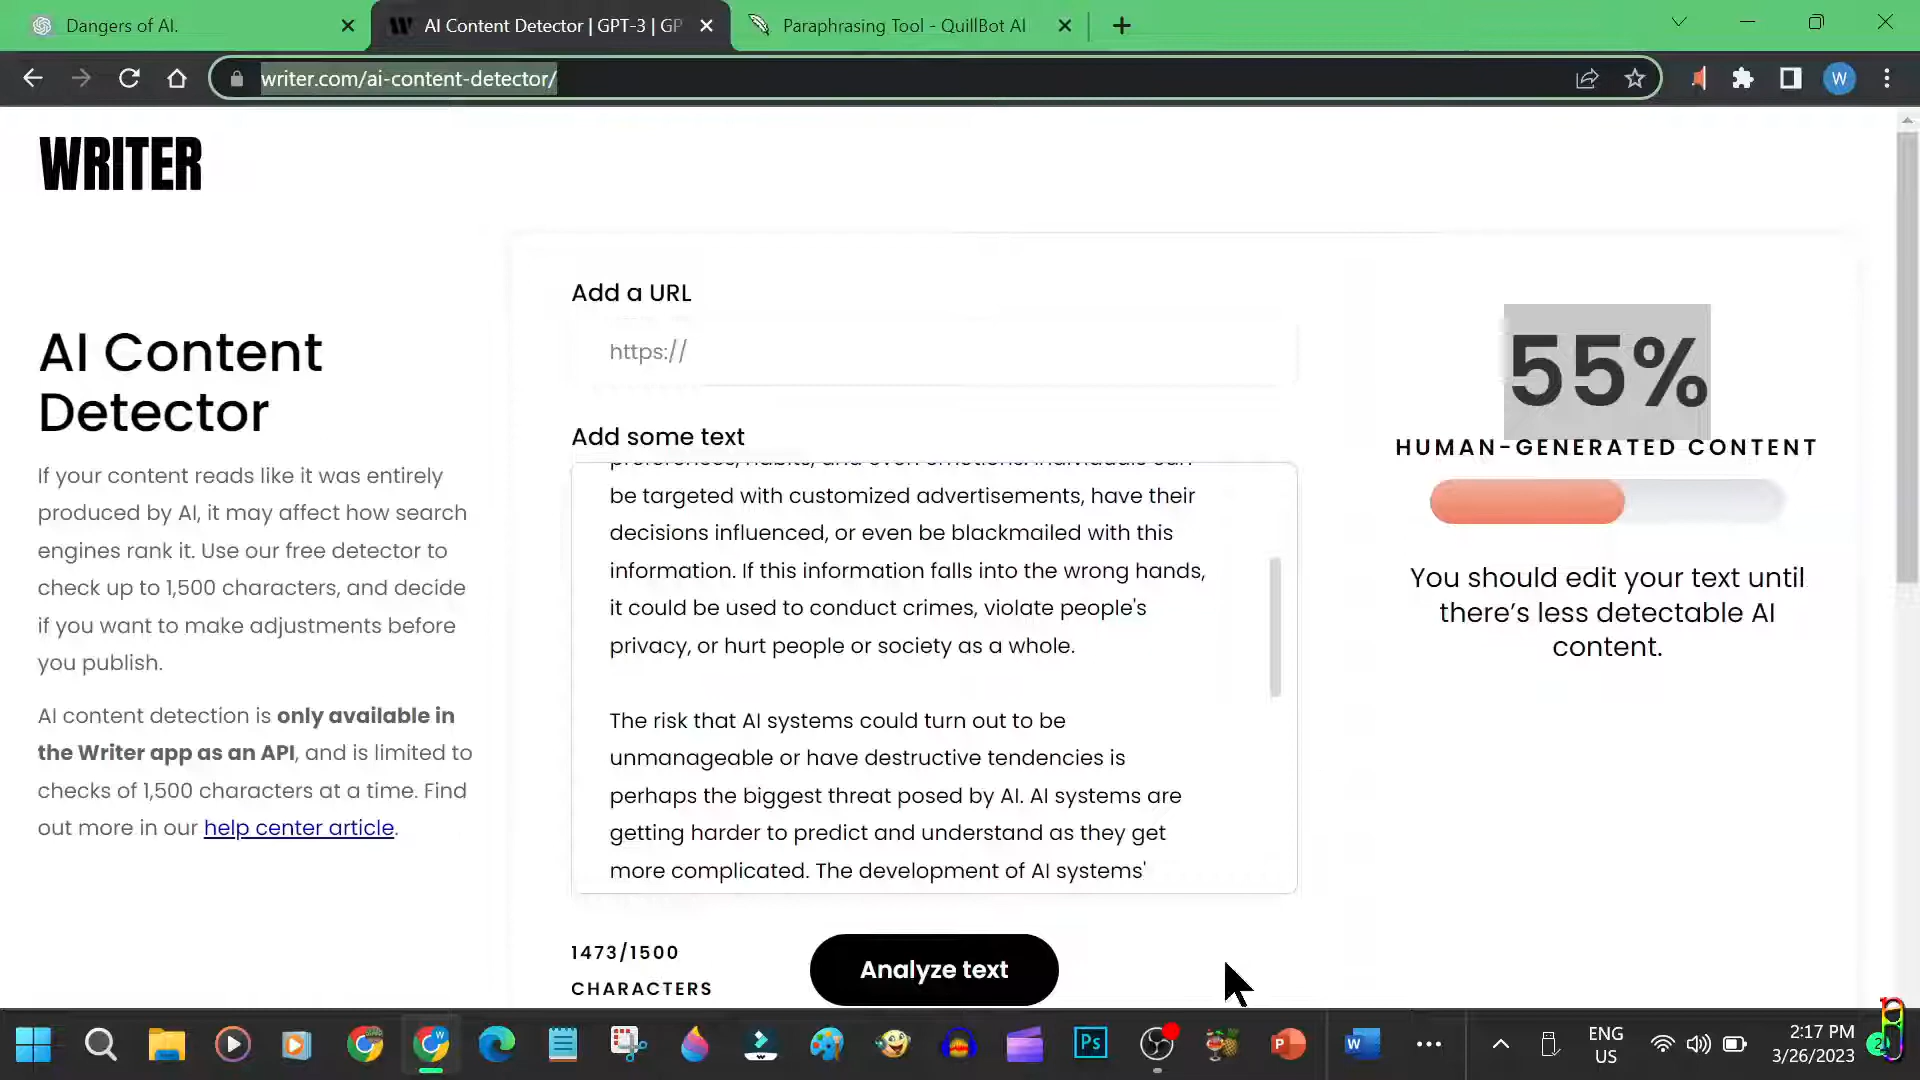 Dangers of AI.
AI Content Detector | GPT-3 | GP
Paraphrasing Tool - QuillBot AI
writer.com/ai-content-detector/
W
WRITER
AI Content
Detector
If your content reads like it was entirely
produced by AI, it may affect how search
engines rank it. Use our free detector to
check up to 1,500 characters, and decide
if you want to make adjustments before
you publish.
AI content detection is only available in
the Writer app as an API, and is limited to
checks of 1,500 characters at a time. Find
out more in our help center article.
Add a URL
https://
Add some text
preferences, habits, and even emotions. Individuals can
be targeted with customized advertisements, have their
decisions influenced, or even be blackmailed with this
information. If this information falls into the wrong hands,
it could be used to conduct crimes, violate people's
privacy, or hurt people or society as a whole.
The risk that AI systems could turn out to be
unmanageable or have destructive tendencies is
perhaps the biggest threat posed by AI. AI systems are
getting harder to predict and understand as they get
more complicated. The development of AI systems'
1473/1500
CHARACTERS
Analyze text
55%
HUMAN-GENERATED CONTENT
You should edit your text until
there's less detectable AI
content.
Ps
P
W
ENG
US
2:17 PM
3/26/2023
2